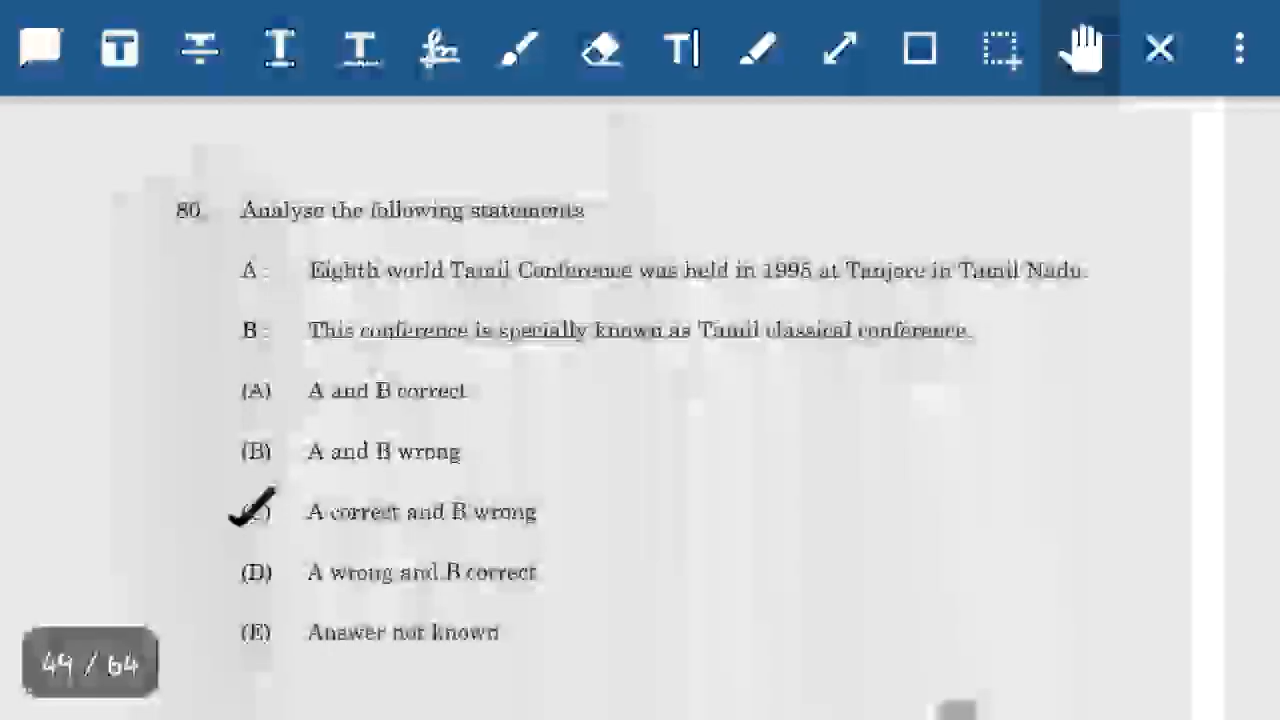 80. Analyse the following statements
A : Eighth world Tamil Conference was held in 1995 at Tanjore in Tamil Nadu.
B : This conference is specially known as Tamil classical conference.
(A) A and B correct
(B) A and B wrong
(C) A correct and B wrong
(D) A wrong and B correct
(E) Answer not known
49 / 64